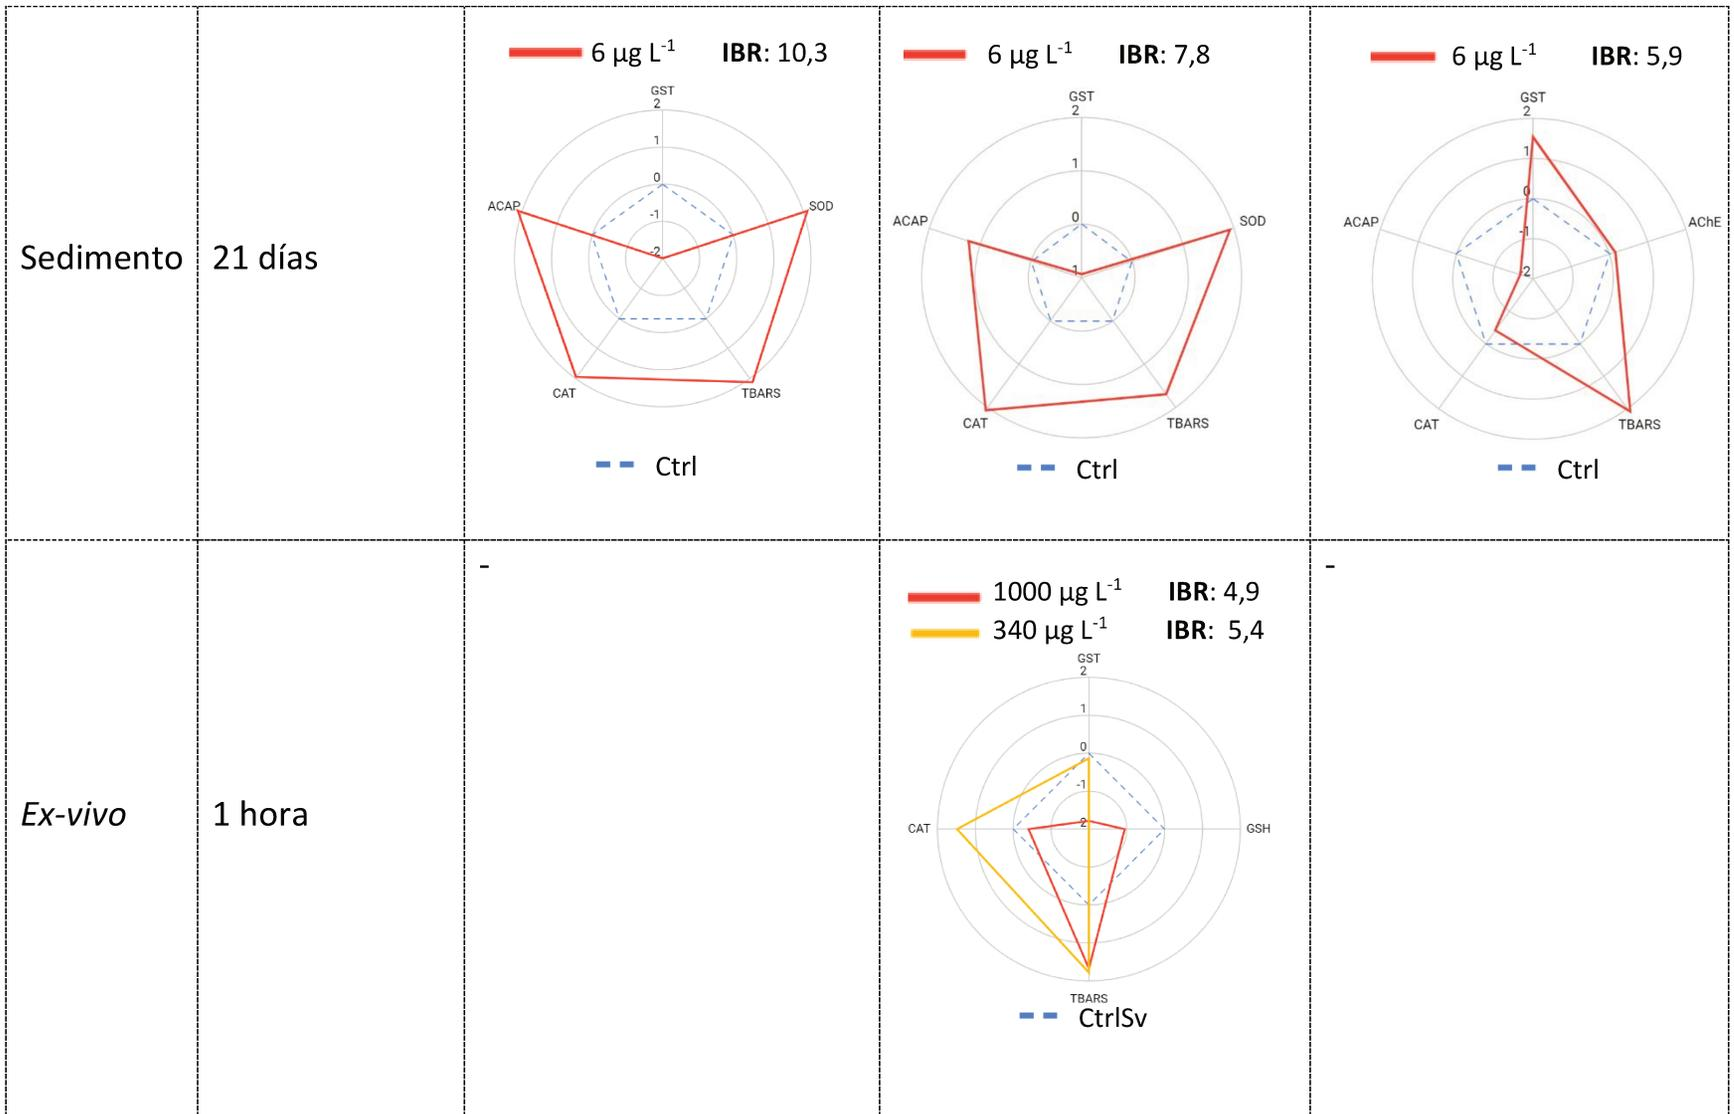 Sedimento
21 días
6 µg L-1 IBR: 10,3
GST
2
1
0
-1
-2
ACAP
SOD
CAT
TBARS
Ctrl
6 µg L-1 IBR: 7,8
GST
2
1
0
1
ACAP
SOD
CAT
TBARS
Ctrl
6 µg L-1 IBR: 5,9
GST
2
1
0
-1
2
ACAP
AChE
CAT
TBARS
Ctrl
Ex-vivo
1 hora
-
1000 µg L-1 IBR: 4,9
340 µg L-1 IBR: 5,4
GST
2
1
0
-1
2
CAT
GSH
TBARS
CtrlSv
-